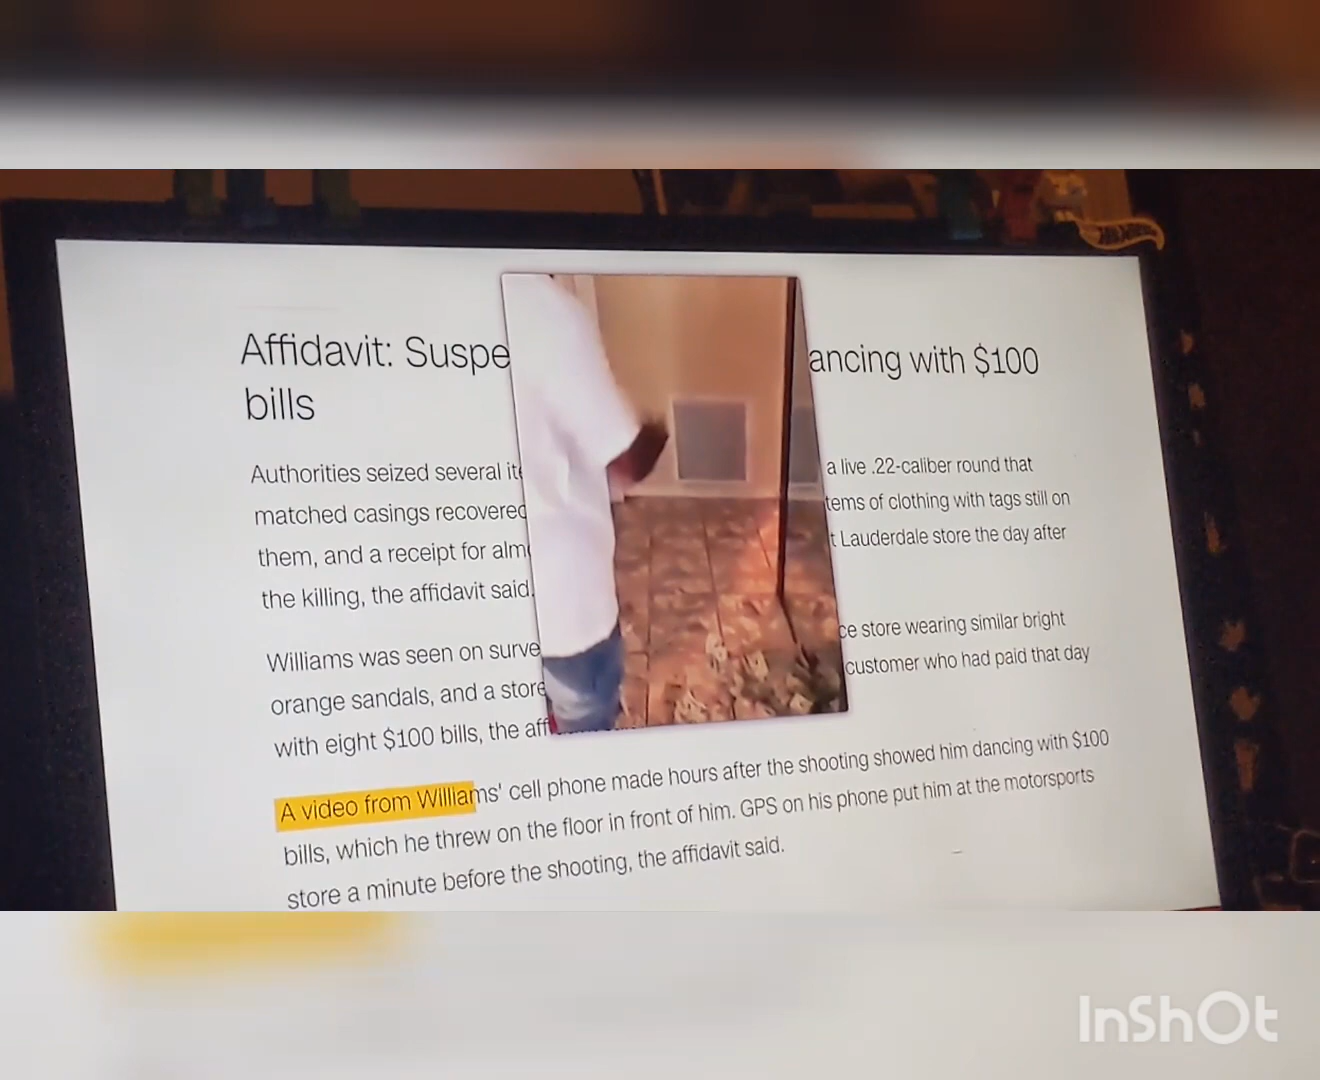 Affidavit: Suspe ancing with $100
bills
Authorities seized several it a live .22-caliber round that
matched casings recovered tems of clothing with tags still on
them, and a receipt for alm t Lauderdale store the day after
the killing, the affidavit said.
Williams was seen on surve ce store wearing similar bright
orange sandals, and a store customer who had paid that day
with eight $100 bills, the aff
A video from Williams' cell phone made hours after the shooting showed him dancing with $100
bills, which he threw on the floor in front of him. GPS on his phone put him at the motorsports
store a minute before the shooting, the affidavit said.
InShOt